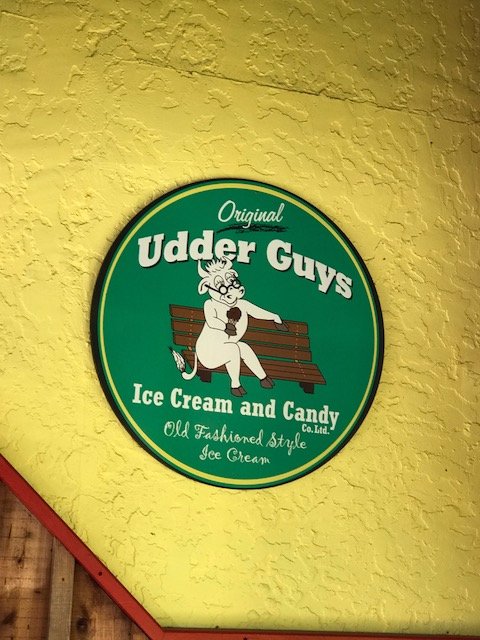 Original
Udder Guys
Ice Cream and Candy
Co. Ltd.
Old Fashioned Style
Ice Cream